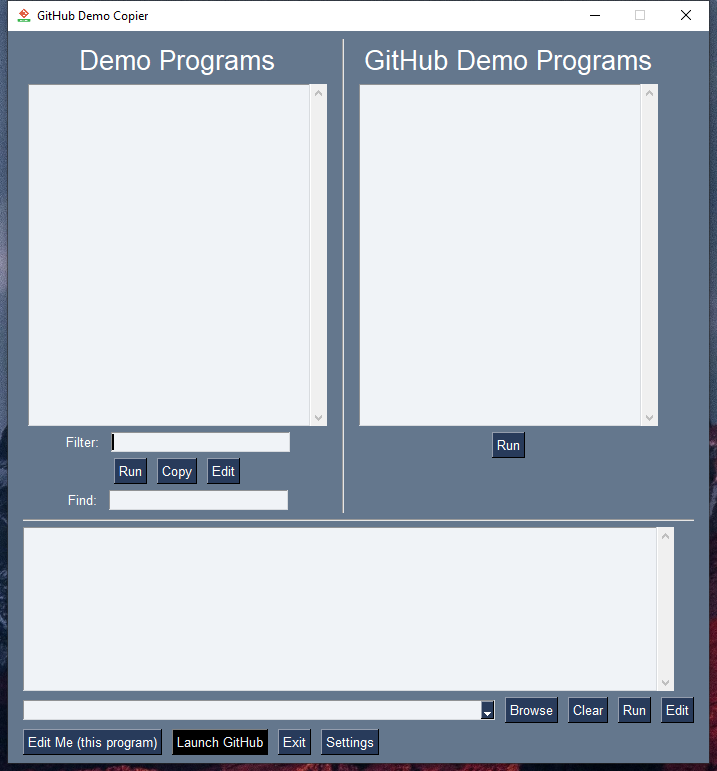 GitHub Demo Copier
Demo Programs
GitHub Demo Programs
Filter:
Run Copy Edit
Find:
Run
Browse Clear Run Edit
Edit Me (this program) Launch GitHub Exit Settings